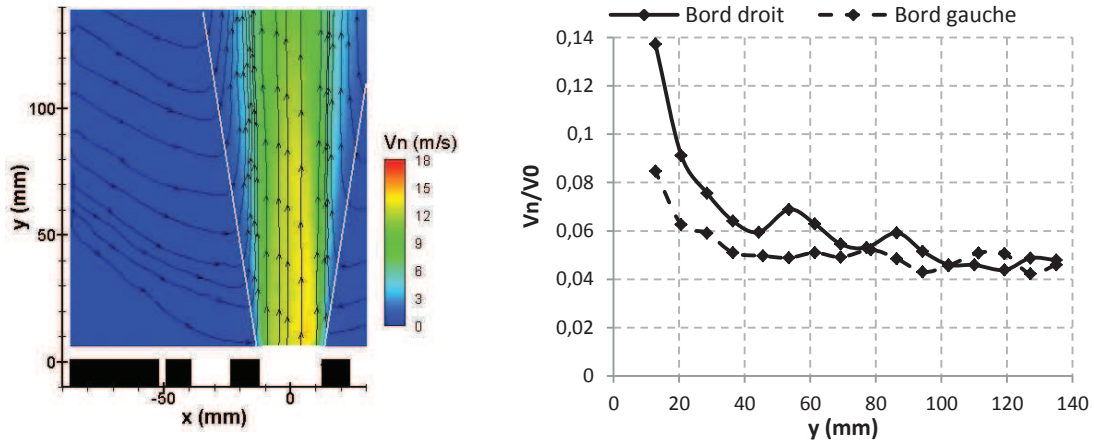 100
50
0
y (mm)
-50
0
x (mm)
Vn (m/s)
18
15
12
9
6
3
0
Bord droit
Bord gauche
0,14
0,12
0,1
0,08
0,06
0,04
0,02
0
Vn/V0
0 20 40 60 80 100 120 140
y (mm)